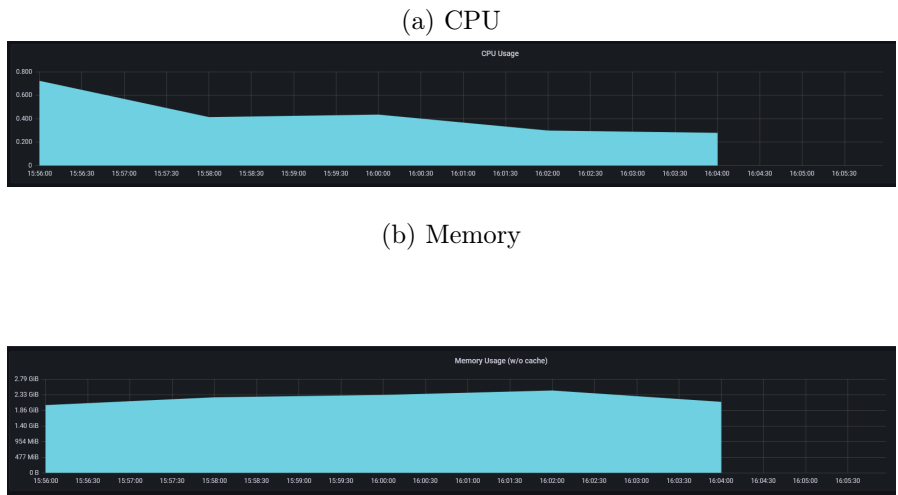 (a) CPU
CPU Usage
0.800
0.600
0.400
0.200
0
15:56:00 15:56:30 15:57:00 15:57:30 15:58:00 15:58:30 15:59:00 15:59:30 16:00:00 16:00:30 16:01:00 16:01:30 16:02:00 16:02:30 16:03:00 16:03:30 16:04:00 16:04:30 16:05:00 16:05:30
(b) Memory
Memory Usage (w/o cache)
2.79 GiB
2.33 GiB
1.86 GiB
1.40 GiB
954 MiB
477 MiB
0 B
15:56:00 15:56:30 15:57:00 15:57:30 15:58:00 15:58:30 15:59:00 15:59:30 16:00:00 16:00:30 16:01:00 16:01:30 16:02:00 16:02:30 16:03:00 16:03:30 16:04:00 16:04:30 16:05:00 16:05:30